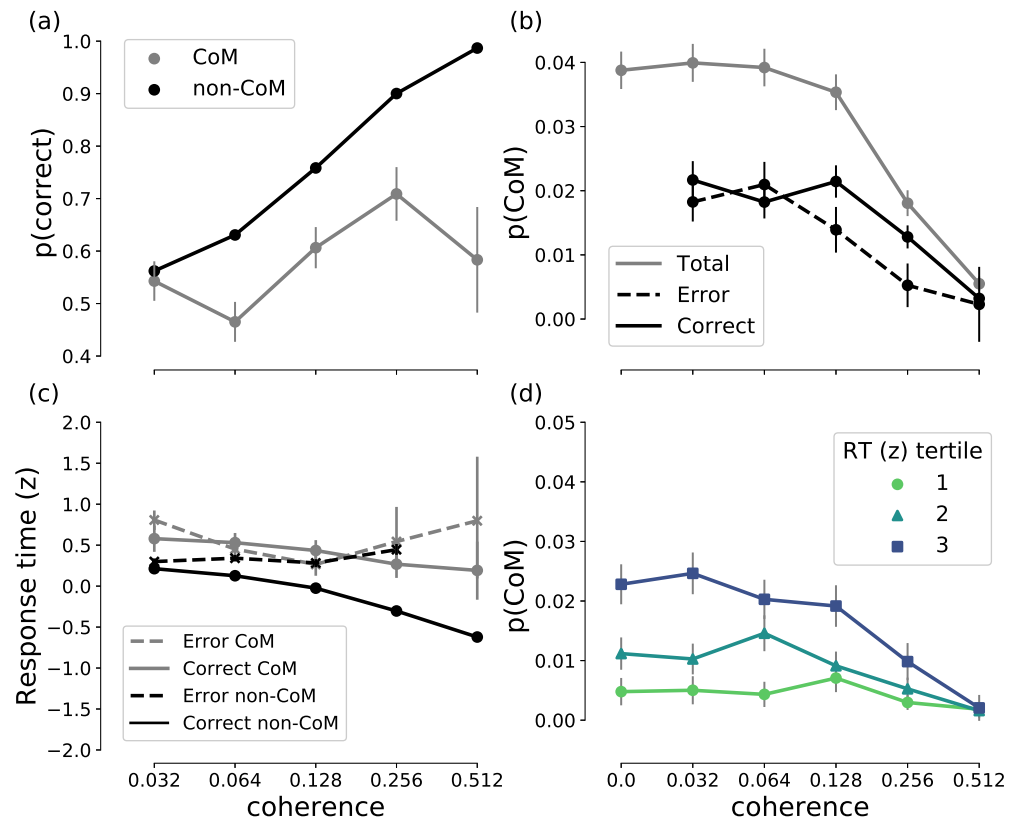 (a)
CoM
non-CoM
p(correct)
1.0
0.9
0.8
0.7
0.6
0.5
0.4
(b)
p(CoM)
0.04
0.03
0.02
0.01
0.00
Total
Error
Correct
(c)
Response time (z)
2.0
1.5
1.0
0.5
0.0
−0.5
−1.0
−1.5
−2.0
Error CoM
Correct CoM
Error non-CoM
Correct non-CoM
0.032 0.064 0.128 0.256 0.512
coherence
(d)
p(CoM)
0.05
0.04
0.03
0.02
0.01
0.00
RT (z) tertile
1
2
3
0.0 0.032 0.064 0.128 0.256 0.512
coherence